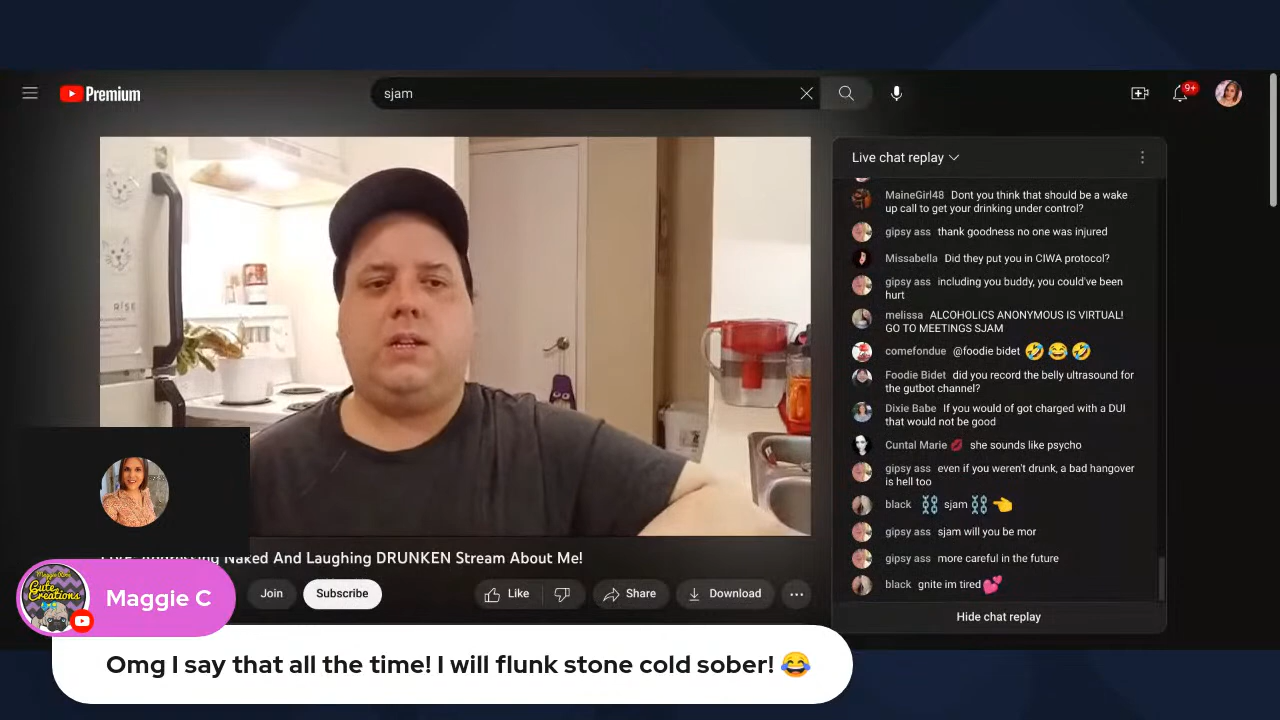 Premium
sjam
9+
Live chat replay
MaineGirl48 Dont you think that should be a wake
up call to get your drinking under control?
gipsy ass thank goodness no one was injured
Missabella Did they put you in CIWA protocol?
gipsy ass including you buddy, you could've been
hurt
melissa ALCOHOLICS ANONYMOUS IS VIRTUAL!
GO TO MEETINGS SJAM
comefondue @foodie bidet 🤣😂🤣
Foodie Bidet did you record the belly ultrasound for
the gutbot channel?
Dixie Babe If you would of got charged with a DUI
that would not be good
Cuntal Marie 💋 she sounds like psycho
gipsy ass even if you weren't drunk, a bad hangover
is hell too
black ⛓ sjam ⛓ 👈
gipsy ass sjam will you be mor
gipsy ass more careful in the future
black gnite im tired 💕
Hide chat replay
RISE
Naked And Laughing DRUNKEN Stream About Me!
Join
Subscribe
Like
Share
Download
Cute
Creations
Maggie C
Omg I say that all the time! I will flunk stone cold sober! 😂